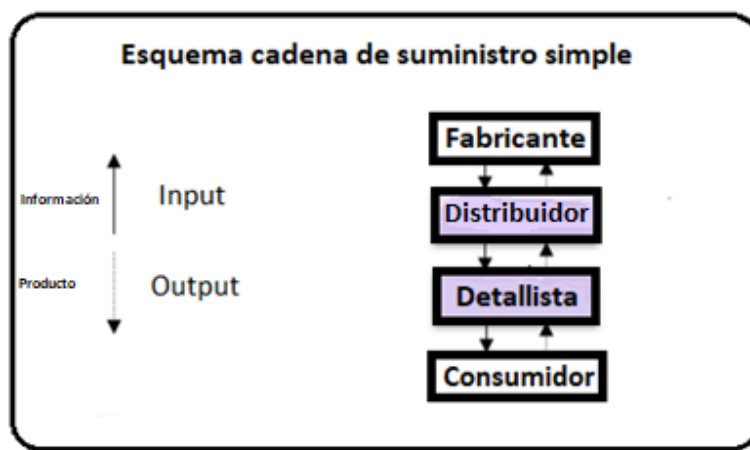 Esquema cadena de suministro simple
Información
Input
Producto
Output
Fabricante
Distribuidor
Detallista
Consumidor